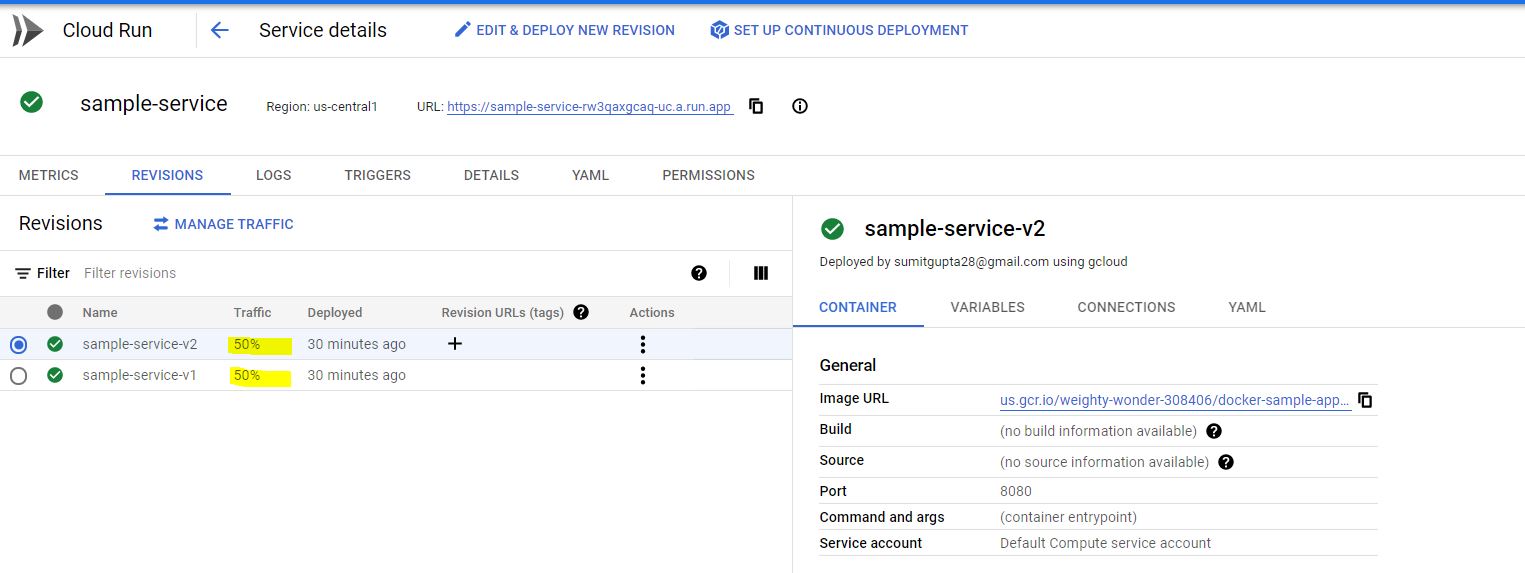 Cloud Run Service details EDIT & DEPLOY NEW REVISION SET UP CONTINUOUS DEPLOYMENT
sample-service Region: us-central1 URL: https://sample-service-rw3qaxgcaq-uc.a.run.app
METRICS REVISIONS LOGS TRIGGERS DETAILS YAML PERMISSIONS
Revisions MANAGE TRAFFIC
Filter Filter revisions
Name Traffic Deployed Revision URLs (tags) Actions
sample-service-v2 50% 30 minutes ago
sample-service-v1 50% 30 minutes ago
sample-service-v2
Deployed by sumitgupta28@gmail.com using gcloud
CONTAINER VARIABLES CONNECTIONS YAML
General
Image URL us.gcr.io/weighty-wonder-308406/docker-sample-app...
Build (no build information available)
Source (no source information available)
Port 8080
Command and args (container entrypoint)
Service account Default Compute service account